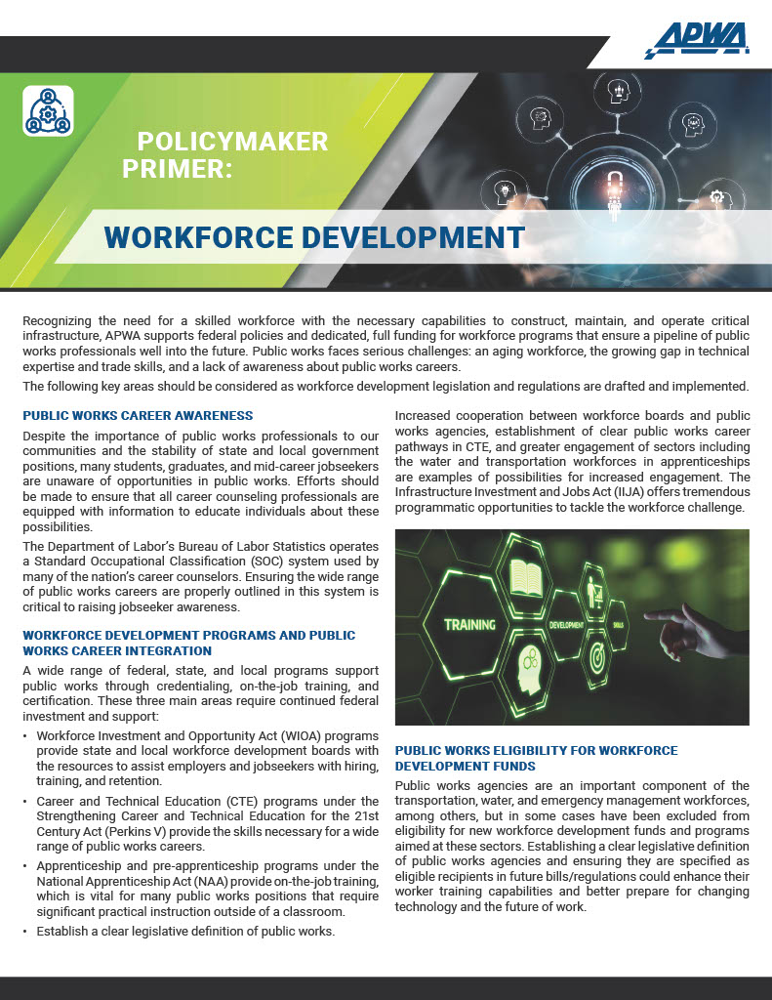 APWA
POLICYMAKER
PRIMER:
WORKFORCE DEVELOPMENT
Recognizing the need for a skilled workforce with the necessary capabilities to construct, maintain, and operate critical
infrastructure, APWA supports federal policies and dedicated, full funding for workforce programs that ensure a pipeline of public
works professionals well into the future. Public works faces serious challenges: an aging workforce, the growing gap in technical
expertise and trade skills, and a lack of awareness about public works careers.
The following key areas should be considered as workforce development legislation and regulations are drafted and implemented.
PUBLIC WORKS CAREER AWARENESS
Despite the importance of public works professionals to our
communities and the stability of state and local government
positions, many students, graduates, and mid-career jobseekers
are unaware of opportunities in public works. Efforts should
be made to ensure that all career counseling professionals are
equipped with information to educate individuals about these
possibilities.
The Department of Labor's Bureau of Labor Statistics operates
a Standard Occupational Classification (SOC) system used by
many of the nation's career counselors. Ensuring the wide range
of public works careers are properly outlined in this system is
critical to raising jobseeker awareness.
WORKFORCE DEVELOPMENT PROGRAMS AND PUBLIC
WORKS CAREER INTEGRATION
A wide range of federal, state, and local programs support
public works through credentialing, on-the-job training, and
certification. These three main areas require continued federal
investment and support:
• Workforce Investment and Opportunity Act (WIOA) programs
provide state and local workforce development boards with
the resources to assist employers and jobseekers with hiring,
training, and retention.
• Career and Technical Education (CTE) programs under the
Strengthening Career and Technical Education for the 21st
Century Act (Perkins V) provide the skills necessary for a wide
range of public works careers.
• Apprenticeship and pre-apprenticeship programs under the
National Apprenticeship Act (NAA) provide on-the-job training,
which is vital for many public works positions that require
significant practical instruction outside of a classroom.
• Establish a clear legislative definition of public works.
Increased cooperation between workforce boards and public
works agencies, establishment of clear public works career
pathways in CTE, and greater engagement of sectors including
the water and transportation workforces in apprenticeships
are examples of possibilities for increased engagement. The
Infrastructure Investment and Jobs Act (IIJA) offers tremendous
programmatic opportunities to tackle the workforce challenge.
TRAINING
DEVELOPMENT
SKILLS
PUBLIC WORKS ELIGIBILITY FOR WORKFORCE
DEVELOPMENT FUNDS
Public works agencies are an important component of the
transportation, water, and emergency management workforces,
among others, but in some cases have been excluded from
eligibility for new workforce development funds and programs
aimed at these sectors. Establishing a clear legislative definition
of public works agencies and ensuring they are specified as
eligible recipients in future bills/regulations could enhance their
worker training capabilities and better prepare for changing
technology and the future of work.